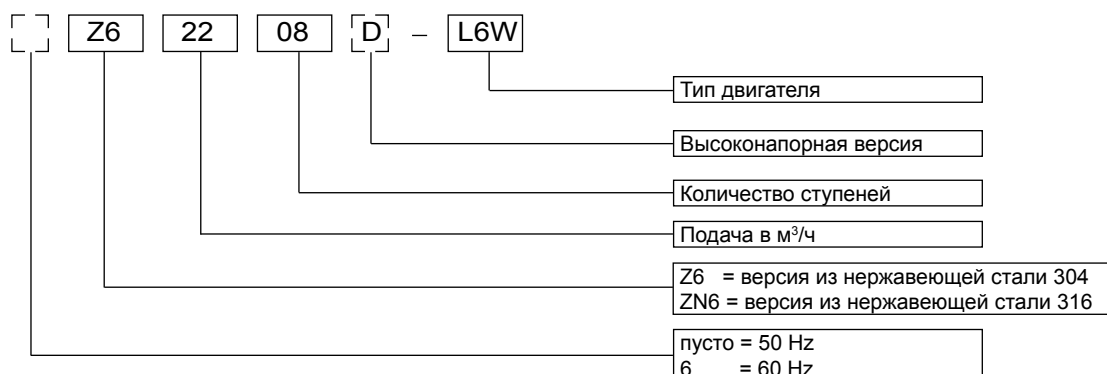 Z6 22 08 D – L6W
Тип двигателя
Высоконапорная версия
Количество ступеней
Подача в м³/ч
Z6 = версия из нержавеющей стали 304
ZN6 = версия из нержавеющей стали 316
пусто = 50 Hz
6 = 60 Hz